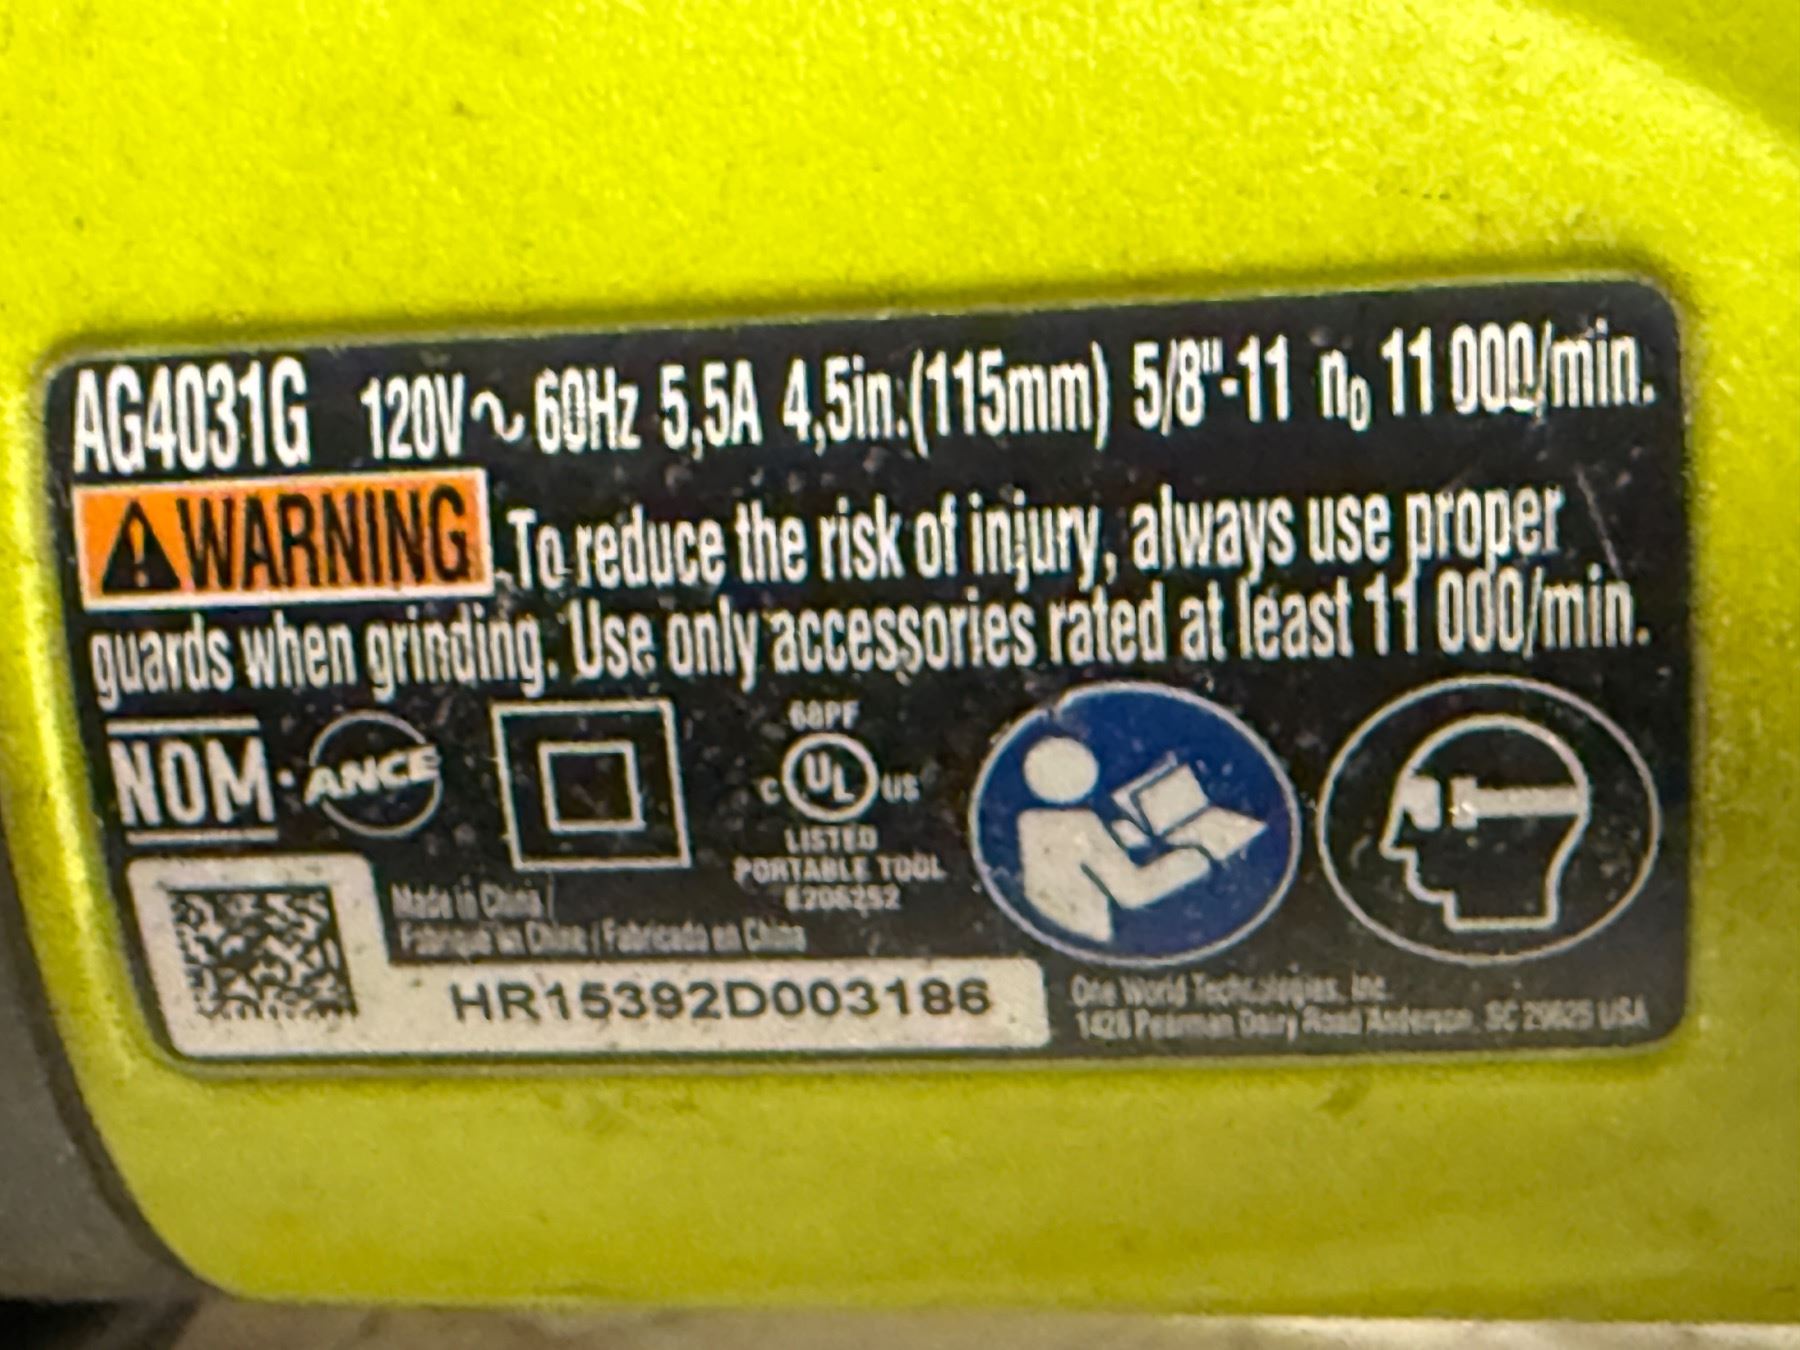 AG4031G 120V ~ 60Hz 5,5A 4,5in.(115mm) 5/8"-11 n₀ 11 000/min.
⚠WARNING To reduce the risk of injury, always use proper
guards when grinding. Use only accessories rated at least 11 000/min.
NOM · ANCE
68PF
C UL US
LISTED
PORTABLE TOOL
E206252
Made in China /
Fabriqué en Chine / Fabricado en China
HR15392D003186
One World Technologies, Inc.
1428 Pearman Dairy Road Anderson, SC 29625 USA